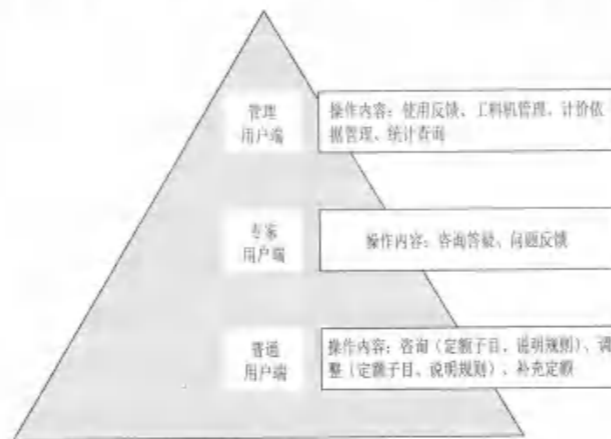 管理
用户端
操作内容：使用反馈、工料机管理、计价依
据管理、统计查询
专家
用户端
操作内容：咨询答疑、问题反馈
普通
用户端
操作内容：咨询（定额子目、说明规则）、调
整（定额子目、说明规则）、补充定额